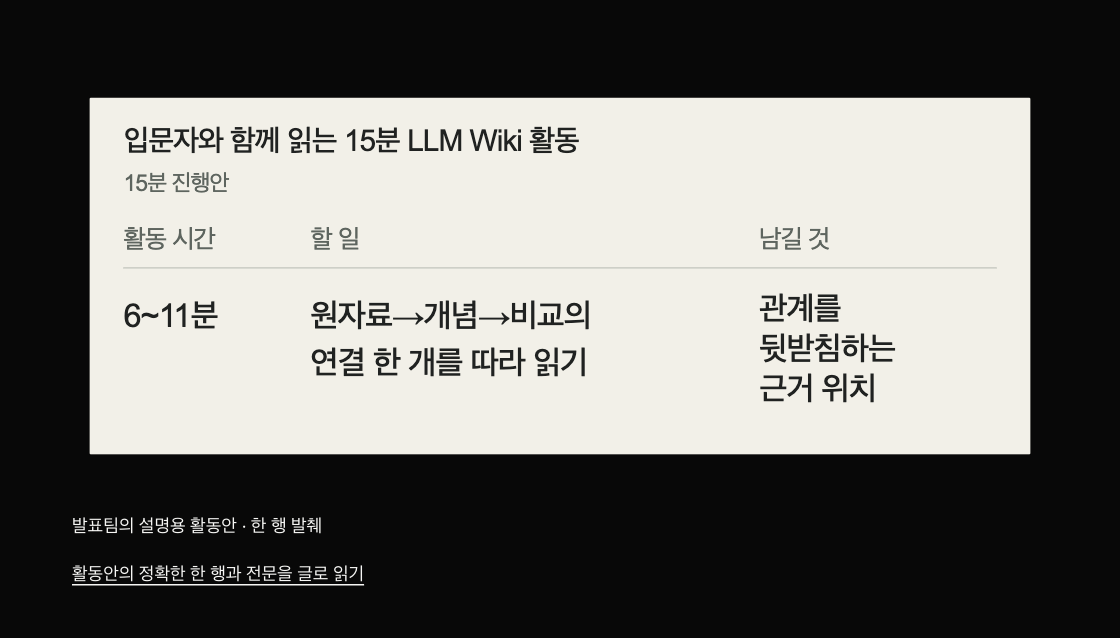 입문자와 함께 읽는 15분 LLM Wiki 활동
15분 진행안
활동 시간 할 일 남길 것
6~11분 원자료→개념→비교의 관계를
연결 한 개를 따라 읽기 뒷받침하는
근거 위치
발표팀의 설명용 활동안 · 한 행 발췌
활동안의 정확한 한 행과 전문을 글로 읽기